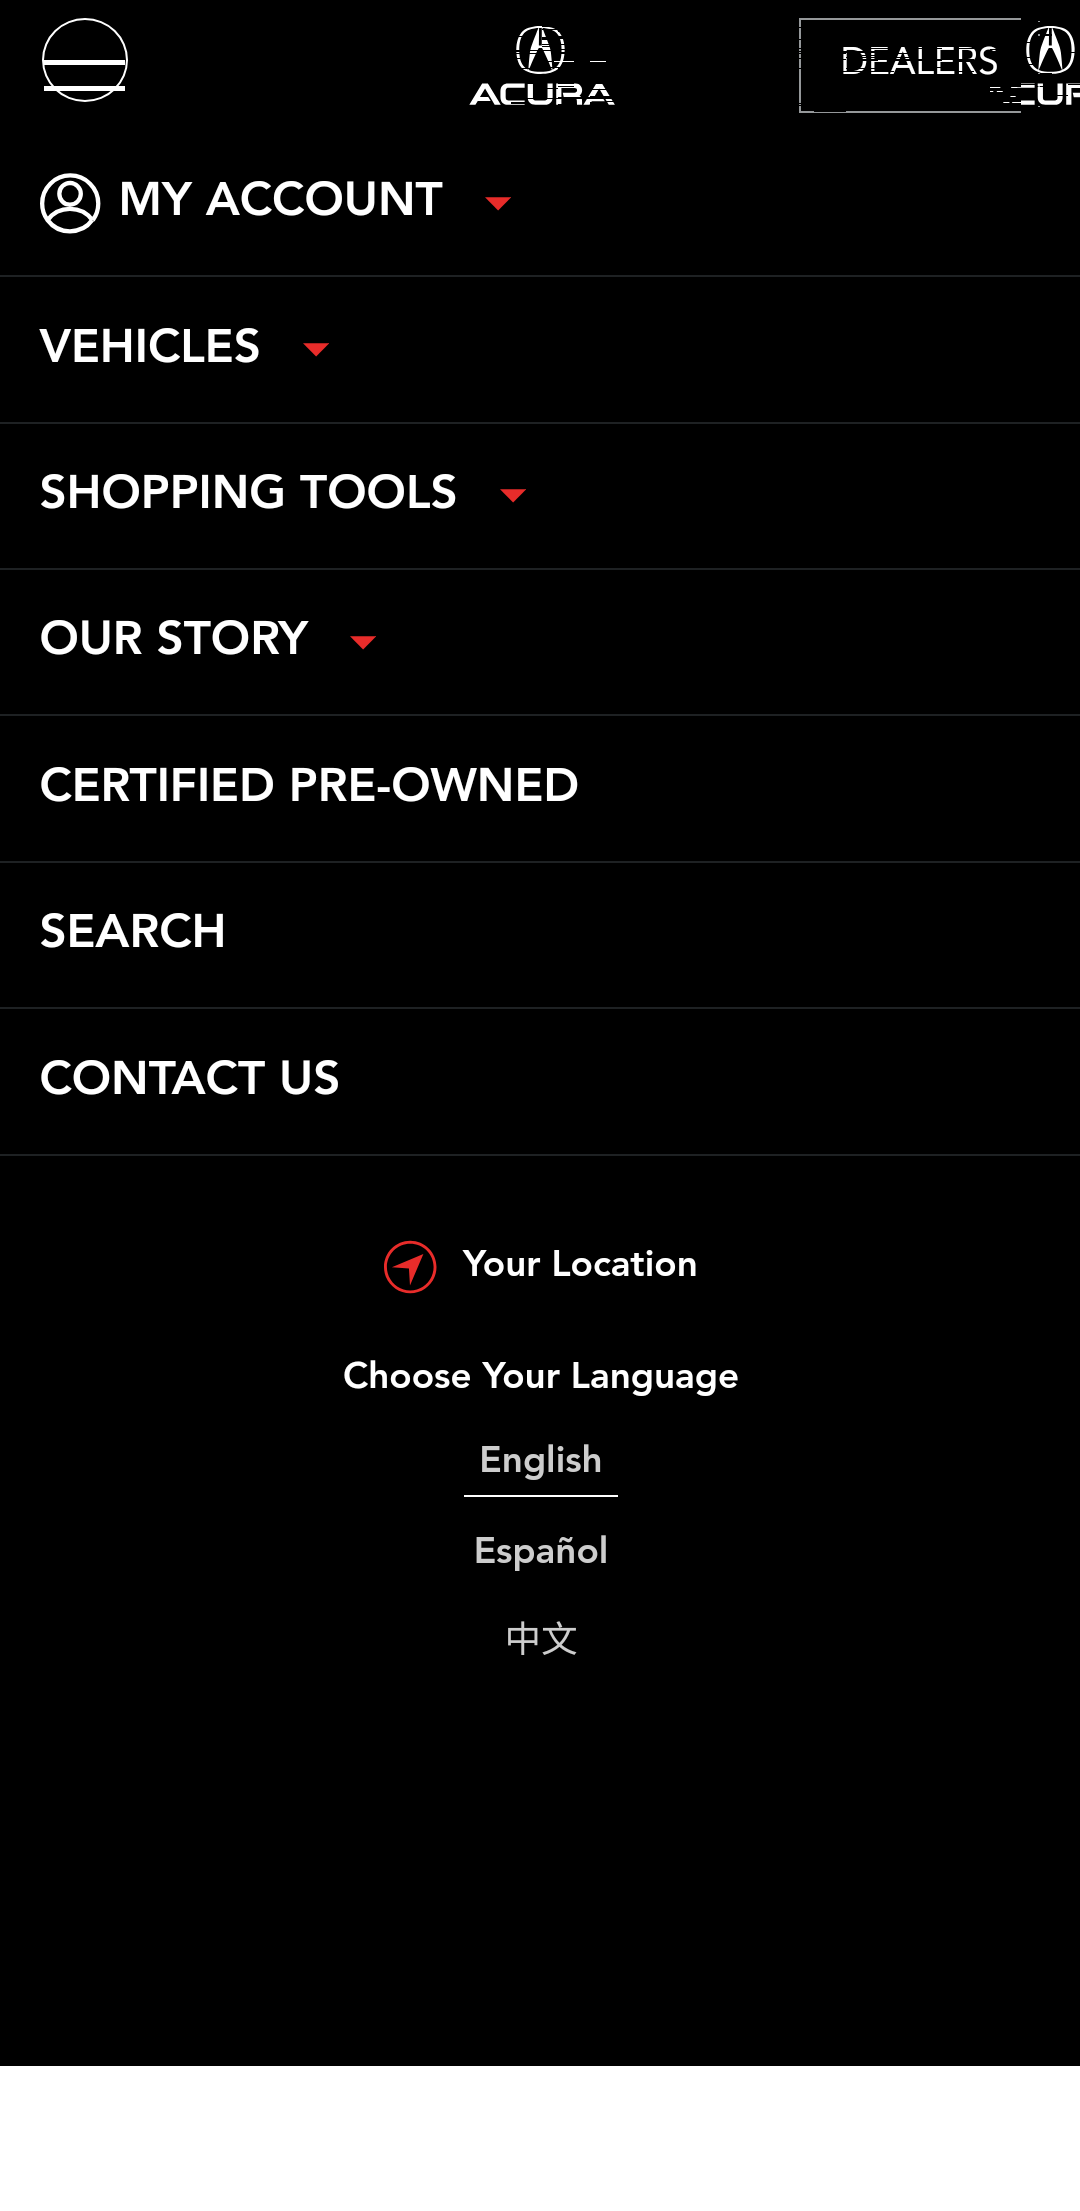 ACURA
DEALERS
MY ACCOUNT
VEHICLES
SHOPPING TOOLS
OUR STORY
CERTIFIED PRE-OWNED
SEARCH
CONTACT US
Your Location
Choose Your Language
English
Español
中文